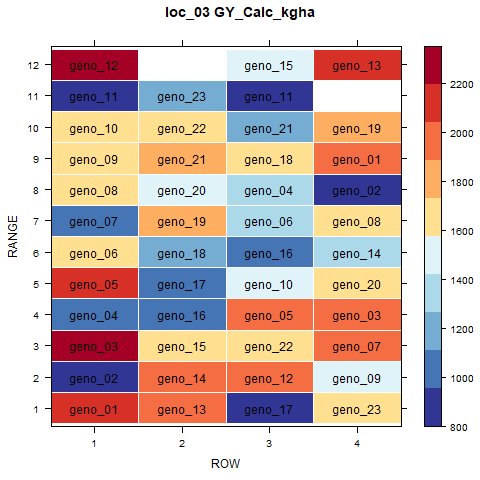 loc_03 GY_Calc_kgha
12 geno_12 geno_15 geno_13 2200
11 geno_11 geno_23 geno_11
10 geno_10 geno_22 geno_21 geno_19 2000
9 geno_09 geno_21 geno_18 geno_01
8 geno_08 geno_20 geno_04 geno_02 1800
7 geno_07 geno_19 geno_06 geno_08 1600
6 geno_06 geno_18 geno_16 geno_14
5 geno_05 geno_17 geno_10 geno_20 1400
4 geno_04 geno_16 geno_05 geno_03 1200
3 geno_03 geno_15 geno_22 geno_07
2 geno_02 geno_14 geno_12 geno_09 1000
1 geno_01 geno_13 geno_17 geno_23 800
RANGE
1 2 3 4
ROW